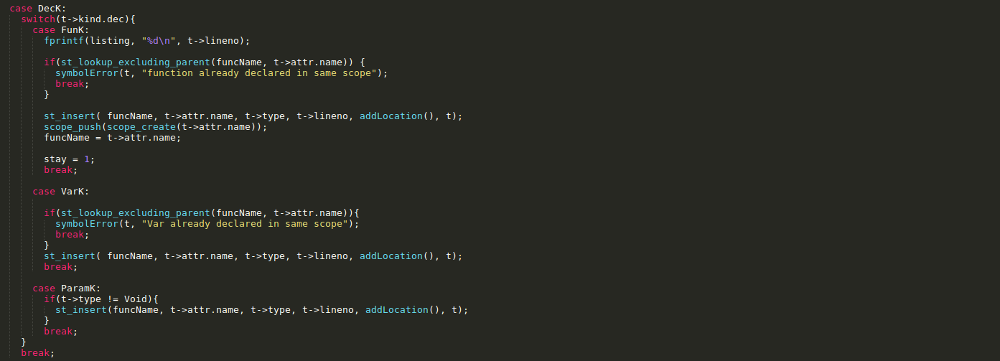 case DecK:
  switch(t->kind.dec){
    case FunK:
      fprintf(listing, "%d\n", t->lineno);

      if(st_lookup_excluding_parent(funcName, t->attr.name)) {
        symbolError(t, "function already declared in same scope");
        break;
      }

      st_insert( funcName, t->attr.name, t->type, t->lineno, addLocation(), t);
      scope_push(scope_create(t->attr.name));
      funcName = t->attr.name;

      stay = 1;
      break;

    case VarK:

      if(st_lookup_excluding_parent(funcName, t->attr.name)){
        symbolError(t, "Var already declared in same scope");
        break;
      }
      st_insert( funcName, t->attr.name, t->type, t->lineno, addLocation(), t);
      break;

    case ParamK:
      if(t->type != Void){
        st_insert(funcName, t->attr.name, t->type, t->lineno, addLocation(), t);
      }
      break;
  }
  break;